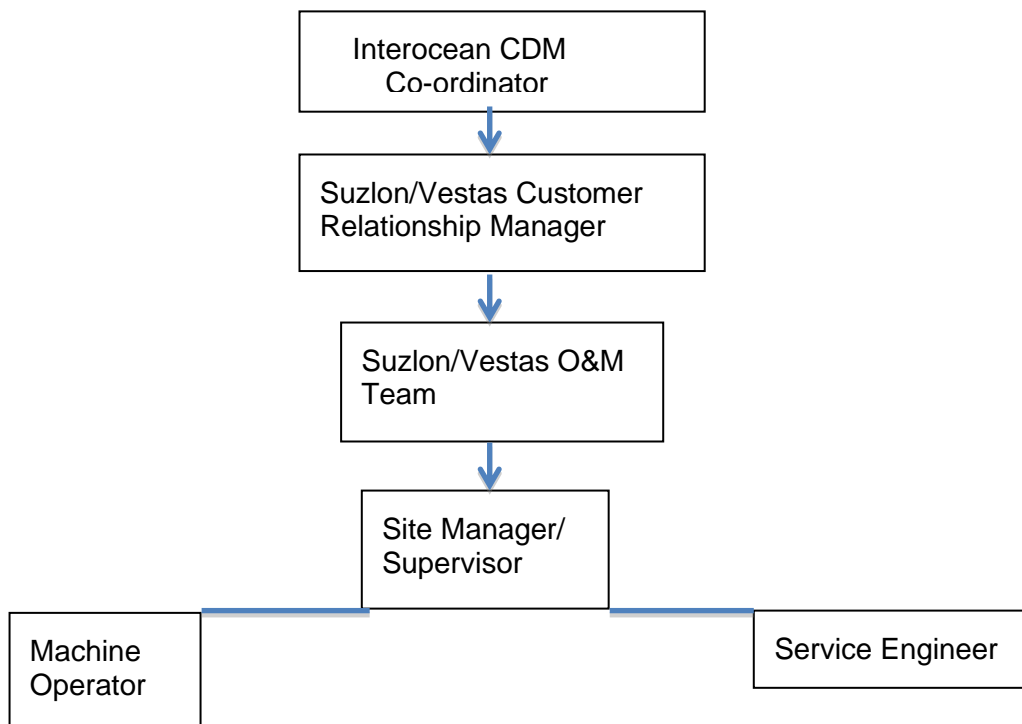 Interocean CDM
Co-ordinator
Suzlon/Vestas Customer
Relationship Manager
Suzlon/Vestas O&M
Team
Site Manager/
Supervisor
Machine
Operator
Service Engineer